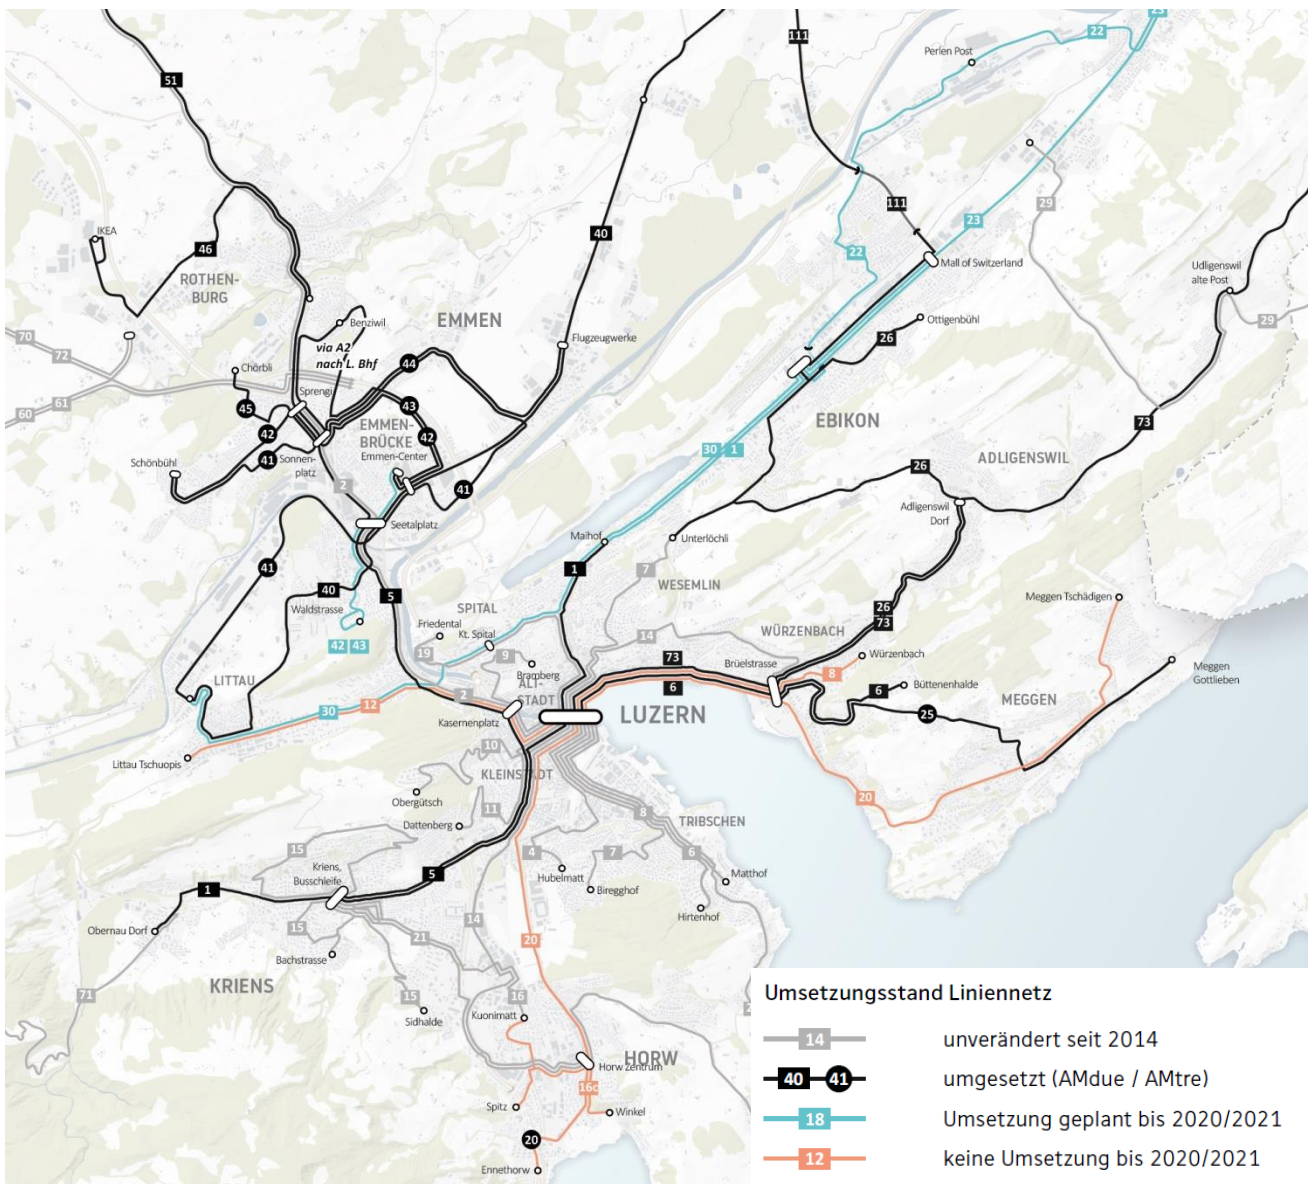 23
22
111
Perlen Post
51
29
111
23
40
IKEA
46
22
Mall of Switzerland
Udligenswil
alte Post
ROTHEN-
BURG
EMMEN
Benziwil
Ottigenbühl
29
70
72
via A2
nach L. Bhf
Flugzeugwerke
26
44
Chörbli
Sprengi
45
43
60
61
EMMEN-
BRÜCKE
EBIKON
73
42
42
Emmen-Center
30
1
Schönbühl
41
Sonnen-
platz
ADLIGENSWIL
26
2
41
Adligenswil
Dorf
Seetalplatz
Maihof
Unterlöchli
41
1
7
WESEMLIN
40
5
Meggen Tschädigen
Waldstrasse
SPITAL
26
73
Friedental
Kt. Spital
14
WÜRZENBACH
42
43
19
9
73
Brüelstrasse
Würzenbach
Meggen
Gottlieben
LITTAU
Bramberg
8
ALT-
STADT
6
6
Büttenenhalde
MEGGEN
30
12
2
LUZERN
25
Kasernenplatz
Littau Tschuopis
10
KLEINSTADT
Obergütsch
20
11
8
TRIBSCHEN
Dattenberg
15
4
7
6
Kriens,
Busschleife
5
Hubelmatt
Matthof
1
Biregghof
Hirtenhof
14
Obernau Dorf
15
21
20
Bachstrasse
KRIENS
71
15
16
Sidhalde
Kuonimatt
HORW
Horw Zentrum
16c
Spitz
Winkel
20
Ennethorw
Umsetzungsstand Liniennetz
14 unverändert seit 2014
40 41 umgesetzt (AMdue / AMtre)
18 Umsetzung geplant bis 2020/2021
12 keine Umsetzung bis 2020/2021